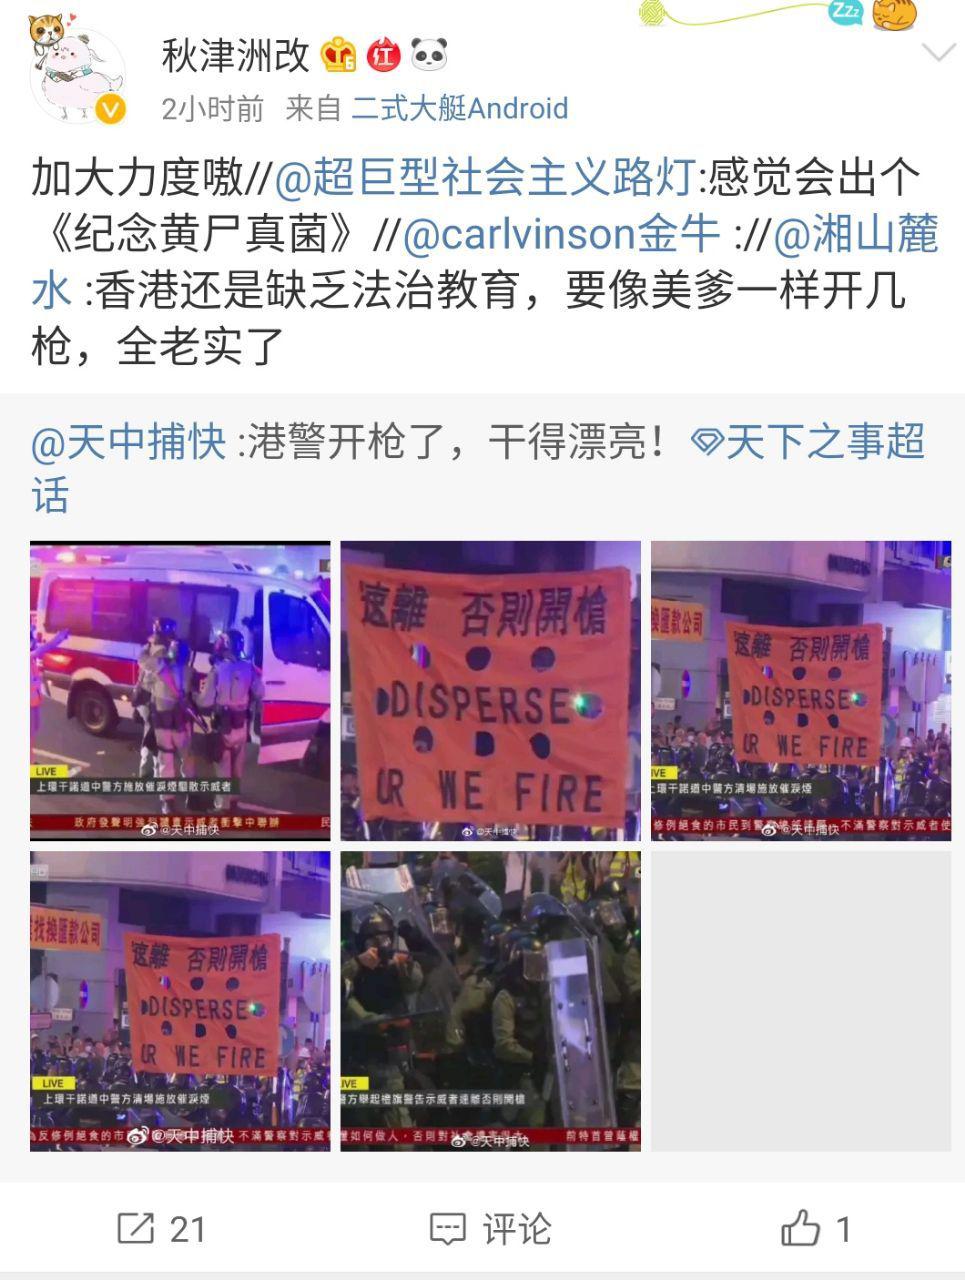 Zzz
秋津洲改
6
红
2小时前 来自 二式大艇Android
加大力度嗷//@超巨型社会主义路灯:感觉会出个
《纪念黄尸真菌》//@carlvinson金牛 ://@湘山麓
水 :香港还是缺乏法治教育，要像美爹一样开几
枪，全老实了
@天中捕快 :港警开枪了，干得漂亮！天下之事超
话
LIVE
上環干諾道中警方施放催淚煙驅散示威者
政府發聲明強烈譴責示威者衝擊中聯辦
@天中捕快
速離 否則開槍
DISPERSE
OR WE FIRE
@天中捕快
找換匯款公司
速離 否則開槍
DISPERSE
OR WE FIRE
LIVE
上環干諾道中警方清場施放催淚煙
修例絕食的市民到
@天中捕快
不滿警察對示威者使
找換匯款公司
速離 否則開槍
DISPERSE
OR WE FIRE
LIVE
上環干諾道中警方清場施放催淚煙
為反修例絕食的市
@天中捕快
不滿警察對示威
LIVE
警方舉起橙旗警告示威者速離否則開槍
如何做人，否則對社
@天中捕快
前特首曾蔭權
21
评论
1